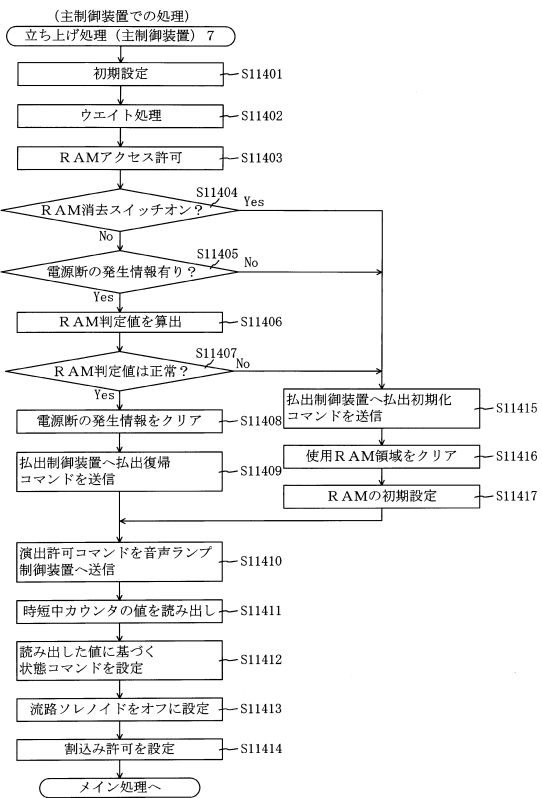 (主制御装置での処理)
立ち上げ処理(主制御装置)7
初期設定
S11401
ウエイト処理
S11402
RAMアクセス許可
S11403
S11404
RAM消去スイッチオン?
Yes
No
S11405
電源断の発生情報有り?
No
Yes
RAM判定値を算出
S11406
S11407
RAM判定値は正常?
No
Yes
電源断の発生情報をクリア
S11408
払出制御装置へ払出復帰
コマンドを送信
S11409
払出制御装置へ払出初期化
コマンドを送信
S11415
使用RAM領域をクリア
S11416
RAMの初期設定
S11417
演出許可コマンドを音声ランプ
制御装置へ送信
S11410
時短中カウンタの値を読み出し
S11411
読み出した値に基づく
状態コマンドを設定
S11412
流路ソレノイドをオフに設定
S11413
割込み許可を設定
S11414
メイン処理へ